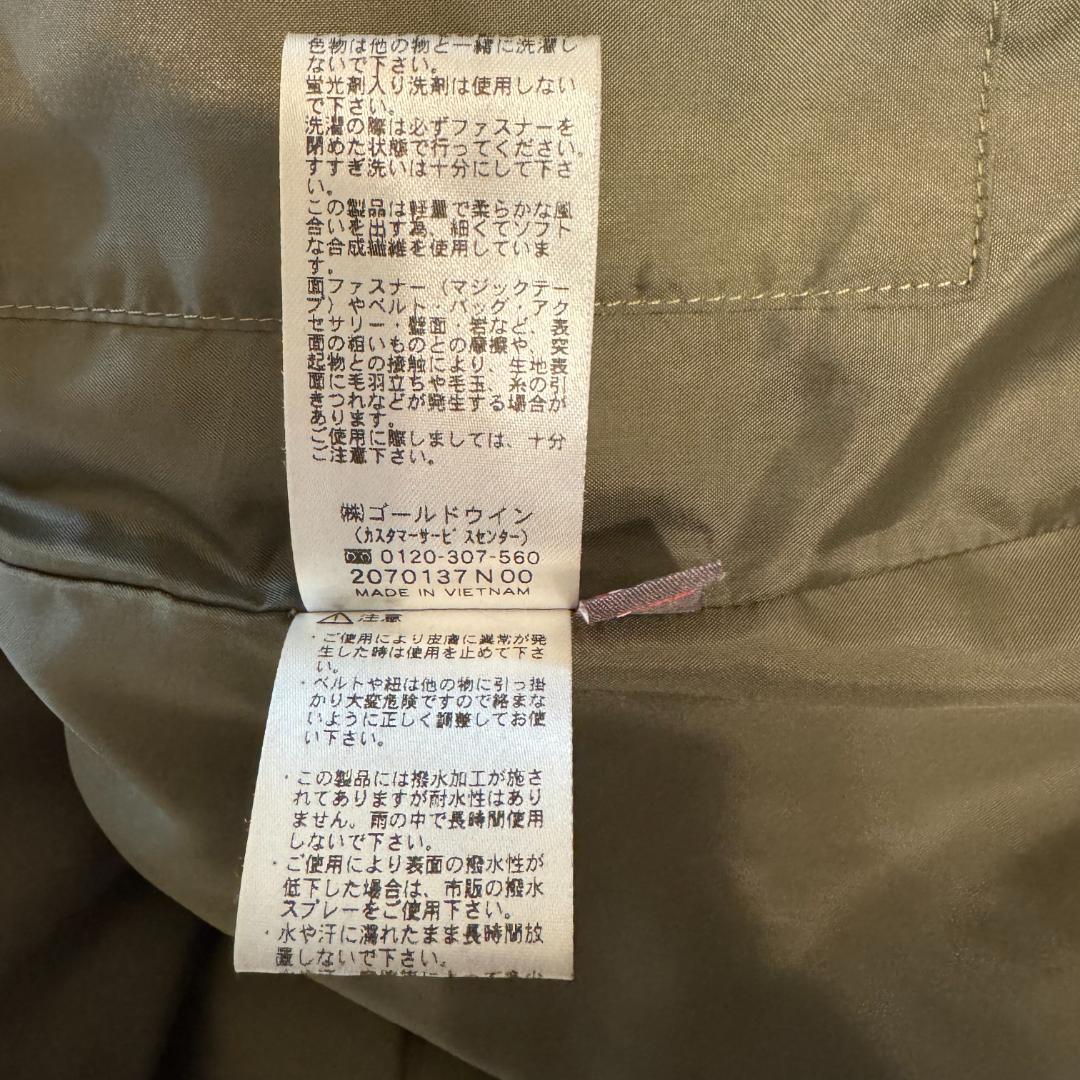 色物は他の物と一緒に洗濯し
ないで下さい。
蛍光剤入り洗剤は使用しない
で下さい。
洗濯の際は必ずファスナーを
閉めた状態で行ってください。
すすぎ洗いは十分にして下さ
い。
この製品は軽量で柔らかな風
合いを出す為、細くてソフト
な合成繊維を使用していま
す。
面ファスナー（マジックテー
プ）やベルト・バッグ・アク
セサリー・壁面・岩など、表
面の粗いものとの摩擦や、突
起物との接触により、生地表
面に毛羽立ちや毛玉、糸の引
きつれなどが発生する場合が
あります。
ご使用に際しましては、十分
ご注意下さい。
㈱ゴールドウイン
（カスタマーサービスセンター）
0120-307-560
2070137 N 00
MADE IN VIETNAM
⚠注意
・ご使用により皮膚に異常が発
生した時は使用を止めて下さ
い。
・ベルトや紐は他の物に引っ掛
かり大変危険ですので絡まな
いように正しく調整してお使
い下さい。
・この製品には撥水加工が施さ
れてありますが耐水性はあり
ません。雨の中で長時間使用
しないで下さい。
・ご使用により表面の撥水性が
低下した場合は、市販の撥水
スプレーをご使用下さい。
・水や汗に濡れたまま長時間放
置しないで下さい。